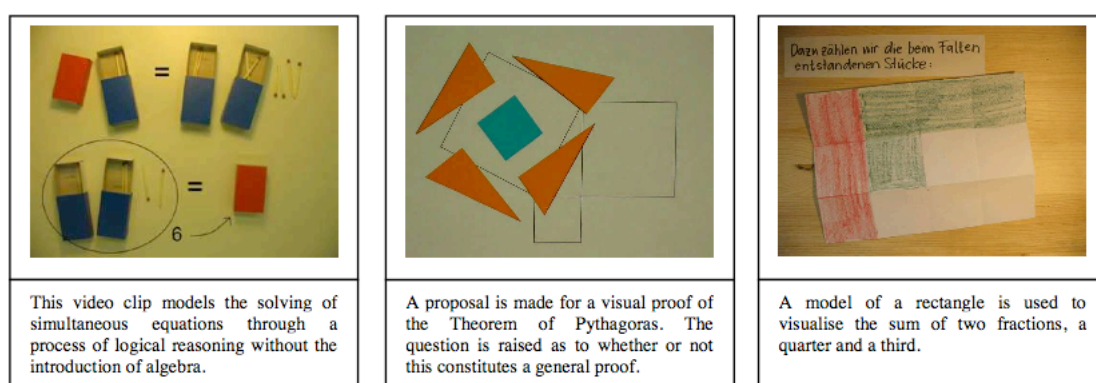 =
=
6
This video clip models the solving of
simultaneous equations through a
process of logical reasoning without the
introduction of algebra.
A proposal is made for a visual proof of
the Theorem of Pythagoras. The
question is raised as to whether or not
this constitutes a general proof.
Dazu zählen wir die beim Falten
entstandenen Stücke:
A model of a rectangle is used to
visualise the sum of two fractions, a
quarter and a third.